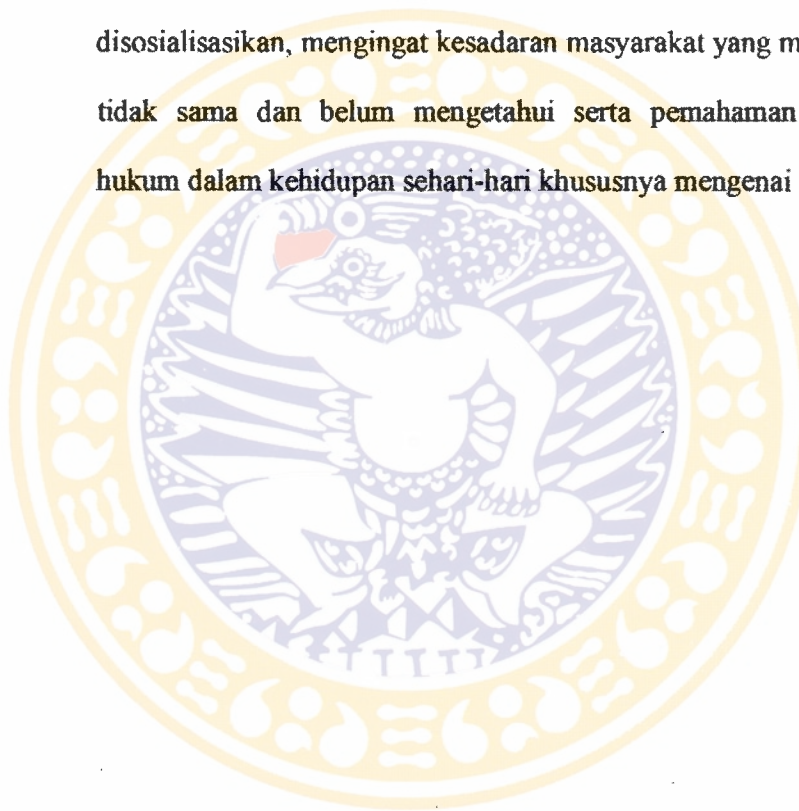 disosialisasikan, mengingat kesadaran masyarakat yang
tidak sama dan belum mengetahui serta pemahaman
hukum dalam kehidupan sehari-hari khususnya mengenai